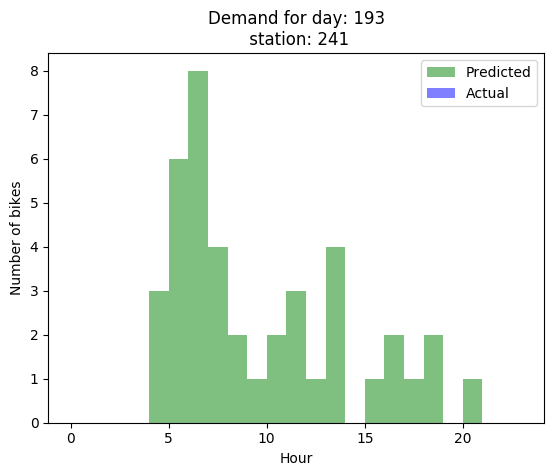 Demand for day: 193
station: 241
Predicted
Actual
8
7
6
5
4
3
2
1
0
Number of bikes
0 5 10 15 20
Hour